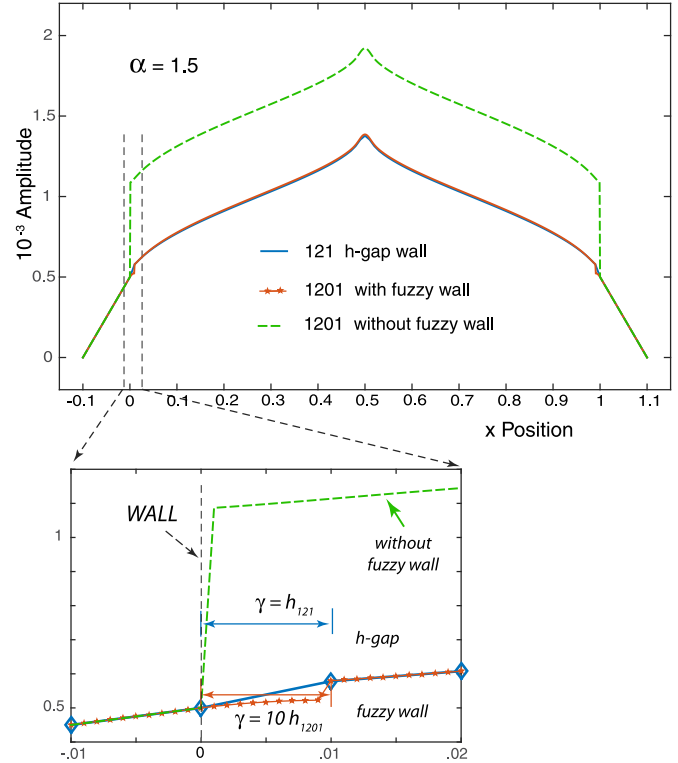 2
1.5
1
0.5
0
10⁻³ Amplitude
α = 1.5
121 h-gap wall
1201 with fuzzy wall
1201 without fuzzy wall
-0.1 0 0.1 0.2 0.3 0.4 0.5 0.6 0.7 0.8 0.9 1 1.1
x Position
1
0.5
WALL
without
fuzzy wall
γ = h₁₂₁
h-gap
γ = 10 h₁₂₀₁
fuzzy wall
-.01 0 .01 .02